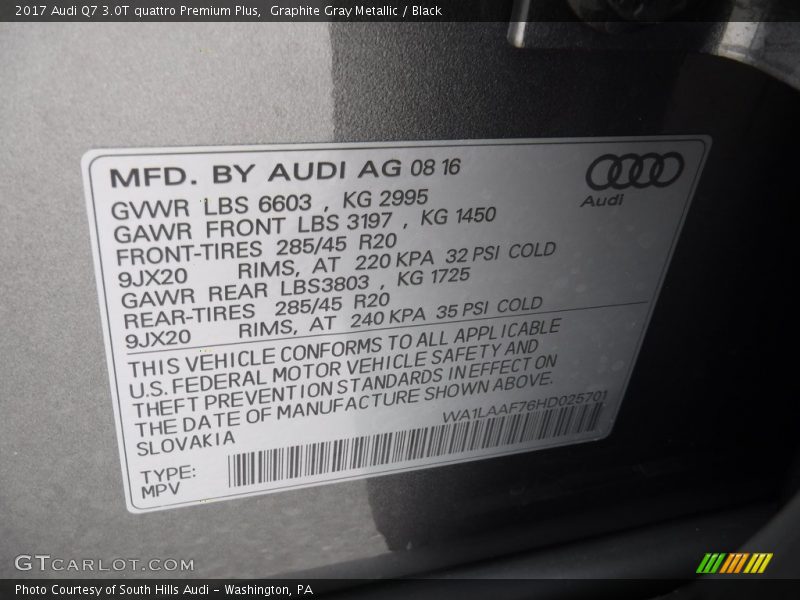 2017 Audi Q7 3.0T quattro Premium Plus,  Graphite Gray Metallic / Black
MFD. BY AUDI AG 08 16
Audi
GVWR LBS 6603 , KG 2995
GAWR FRONT LBS 3197 , KG 1450
FRONT-TIRES 285/45 R20
9JX20 RIMS, AT 220 KPA 32 PSI COLD
GAWR REAR LBS3803 , KG 1725
REAR-TIRES 285/45 R20
9JX20 RIMS, AT 240 KPA 35 PSI COLD
THIS VEHICLE CONFORMS TO ALL APPLICABLE
U.S. FEDERAL MOTOR VEHICLE SAFETY AND
THEFT PREVENTION STANDARDS IN EFFECT ON
THE DATE OF MANUFACTURE SHOWN ABOVE.
SLOVAKIA
WA1LAAF76HD025701
TYPE:
MPV
GTCARLOT.COM
Photo Courtesy of South Hills Audi - Washington, PA